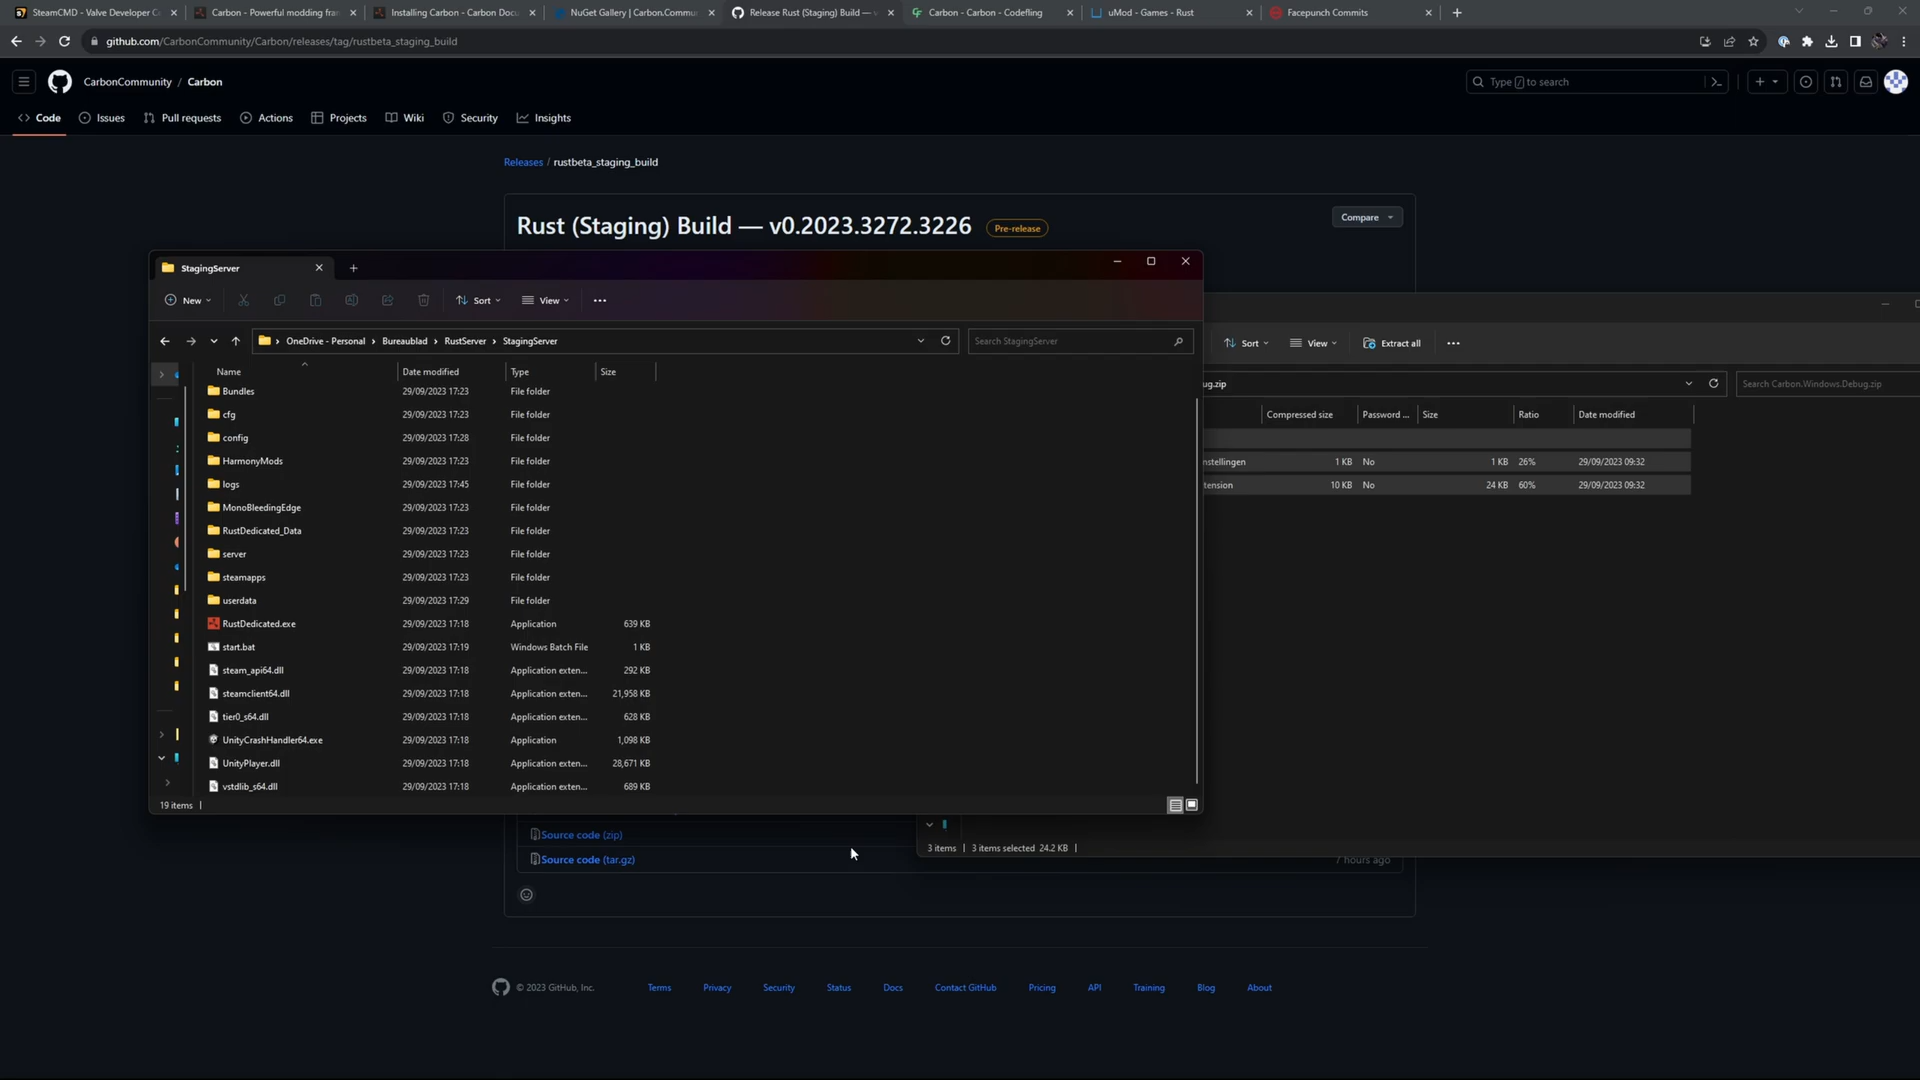 SteamCMD - Valve Developer C
Carbon - Powerful modding fra
Installing Carbon - Carbon Docu
NuGet Gallery | Carbon.Commu
Release Rust (Staging) Build — v
Carbon - Carbon - Codefling
uMod - Games - Rust
Facepunch Commits
github.com/CarbonCommunity/Carbon/releases/tag/rustbeta_staging_build
CarbonCommunity / Carbon
Type / to search
Code
Issues
Pull requests
Actions
Projects
Wiki
Security
Insights
Releases / rustbeta_staging_build
Rust (Staging) Build — v0.2023.3272.3226
Pre-release
Compare
StagingServer
New
Sort
View
OneDrive - Personal > Bureaublad > RustServer > StagingServer
Search StagingServer
Name Date modified Type Size
Bundles 29/09/2023 17:23 File folder
cfg 29/09/2023 17:23 File folder
config 29/09/2023 17:28 File folder
HarmonyMods 29/09/2023 17:23 File folder
logs 29/09/2023 17:45 File folder
MonoBleedingEdge 29/09/2023 17:23 File folder
RustDedicated_Data 29/09/2023 17:23 File folder
server 29/09/2023 17:23 File folder
steamapps 29/09/2023 17:23 File folder
userdata 29/09/2023 17:29 File folder
RustDedicated.exe 29/09/2023 17:18 Application 639 KB
start.bat 29/09/2023 17:19 Windows Batch File 1 KB
steam_api64.dll 29/09/2023 17:18 Application exten... 292 KB
steamclient64.dll 29/09/2023 17:18 Application exten... 21,958 KB
tier0_s64.dll 29/09/2023 17:18 Application exten... 628 KB
UnityCrashHandler64.exe 29/09/2023 17:18 Application 1,098 KB
UnityPlayer.dll 29/09/2023 17:18 Application exten... 28,671 KB
vstdlib_s64.dll 29/09/2023 17:18 Application exten... 689 KB
19 items
Sort
View
Extract all
ug.zip
Search Carbon.Windows.Debug.zip
Compressed size Password ... Size Ratio Date modified
nstellingen 1 KB No 1 KB 26% 29/09/2023 09:32
tension 10 KB No 24 KB 60% 29/09/2023 09:32
3 items 3 items selected 24.2 KB
Source code (zip)
Source code (tar.gz)
7 hours ago
© 2023 GitHub, Inc.
Terms
Privacy
Security
Status
Docs
Contact GitHub
Pricing
API
Training
Blog
About